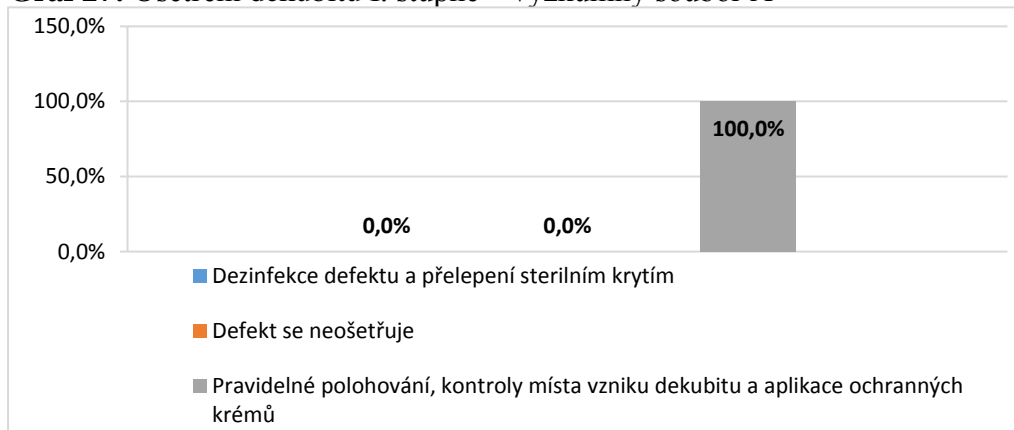 150,0%
100,0%
100,0%
50,0%
0,0% 0,0%
0,0%
Dezinfekce defektu a přelepení sterilním krytím
Defekt se neošetřuje
Pravidelné polohování, kontroly místa vzniku dekubitu a aplikace ochranných
krémů